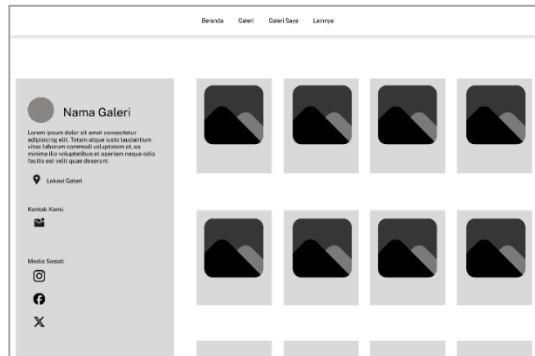 Beranda Galeri Galeri Saya Lainnya
Nama Galeri
Lorem ipsum dolor sit amet consectetur
adipisicing elit. Totam atque iusto laudantium
vitae laborum commodi voluptatem et, ea
minima illo voluptatibus et aperiam neque odio
facilis est velit quae deserunt
Lokasi Galeri
Kontak Kami:
Media Sosial: